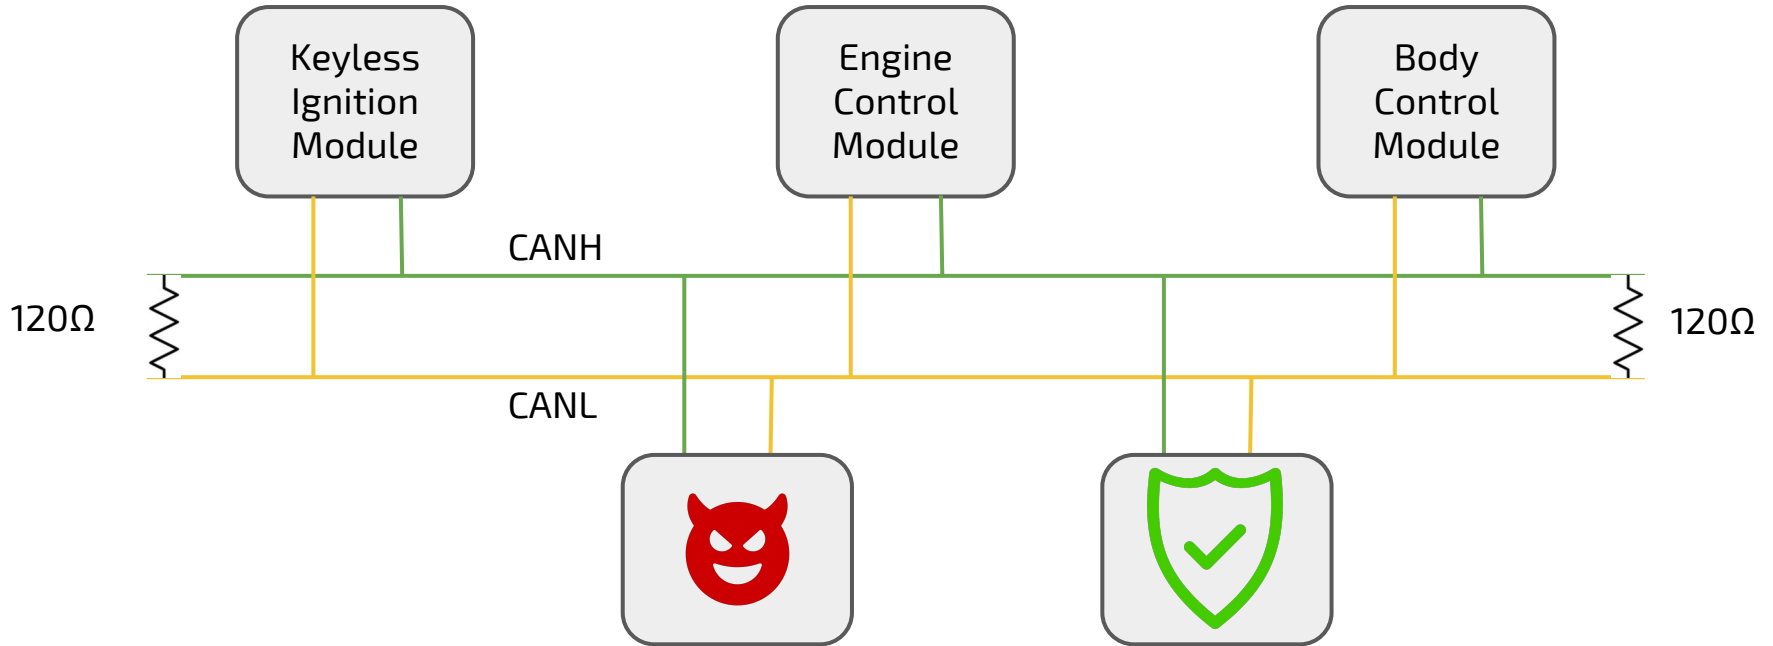 Keyless
Ignition
Module
Engine
Control
Module
Body
Control
Module
CANH
120Ω
120Ω
CANL